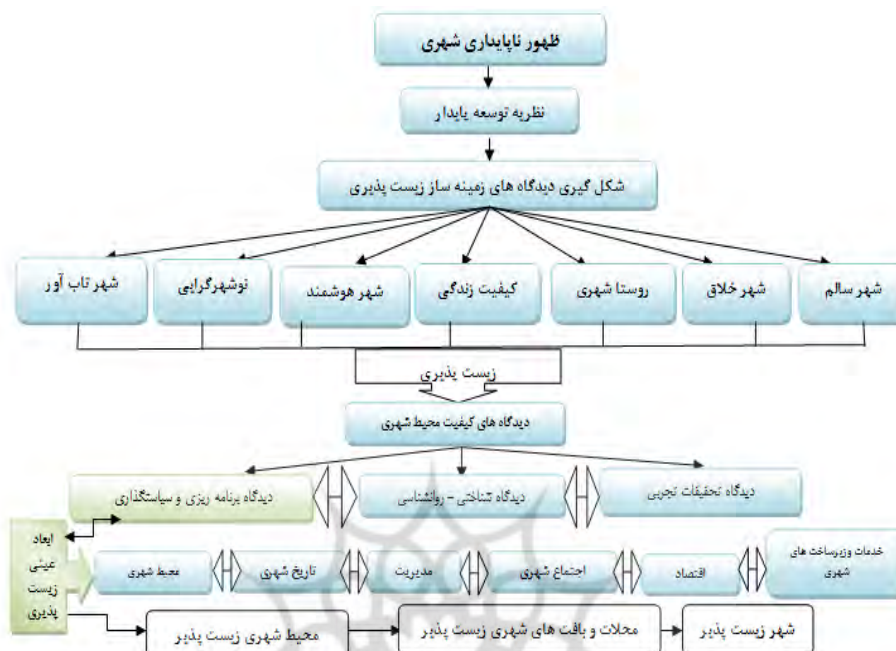 ظهور ناپایداری شهری
نظریه توسعه پایدار
شکل گیری دیدگاه های زمینه ساز زیست پذیری
شهر سالم
شهر خلاق
روستا شهری
کیفیت زندگی
شهر هوشمند
نوشهرگرایی
شهر تاب آور
زیست پذیری
دیدگاه های کیفیت محیط شهری
دیدگاه تحقیقات تجربی
دیدگاه شناختی - روانشناسی
دیدگاه برنامه ریزی و سیاستگذاری
ابعاد
عینی
زیست
پذیری
خدمات وزیرساخت های
شهری
اقتصاد
اجتماع شهری
مدیریت
تاریخ شهری
محیط شهری
شهر زیست پذیر
محلات و بافت های شهری زیست پذیر
محیط شهری زیست پذیر